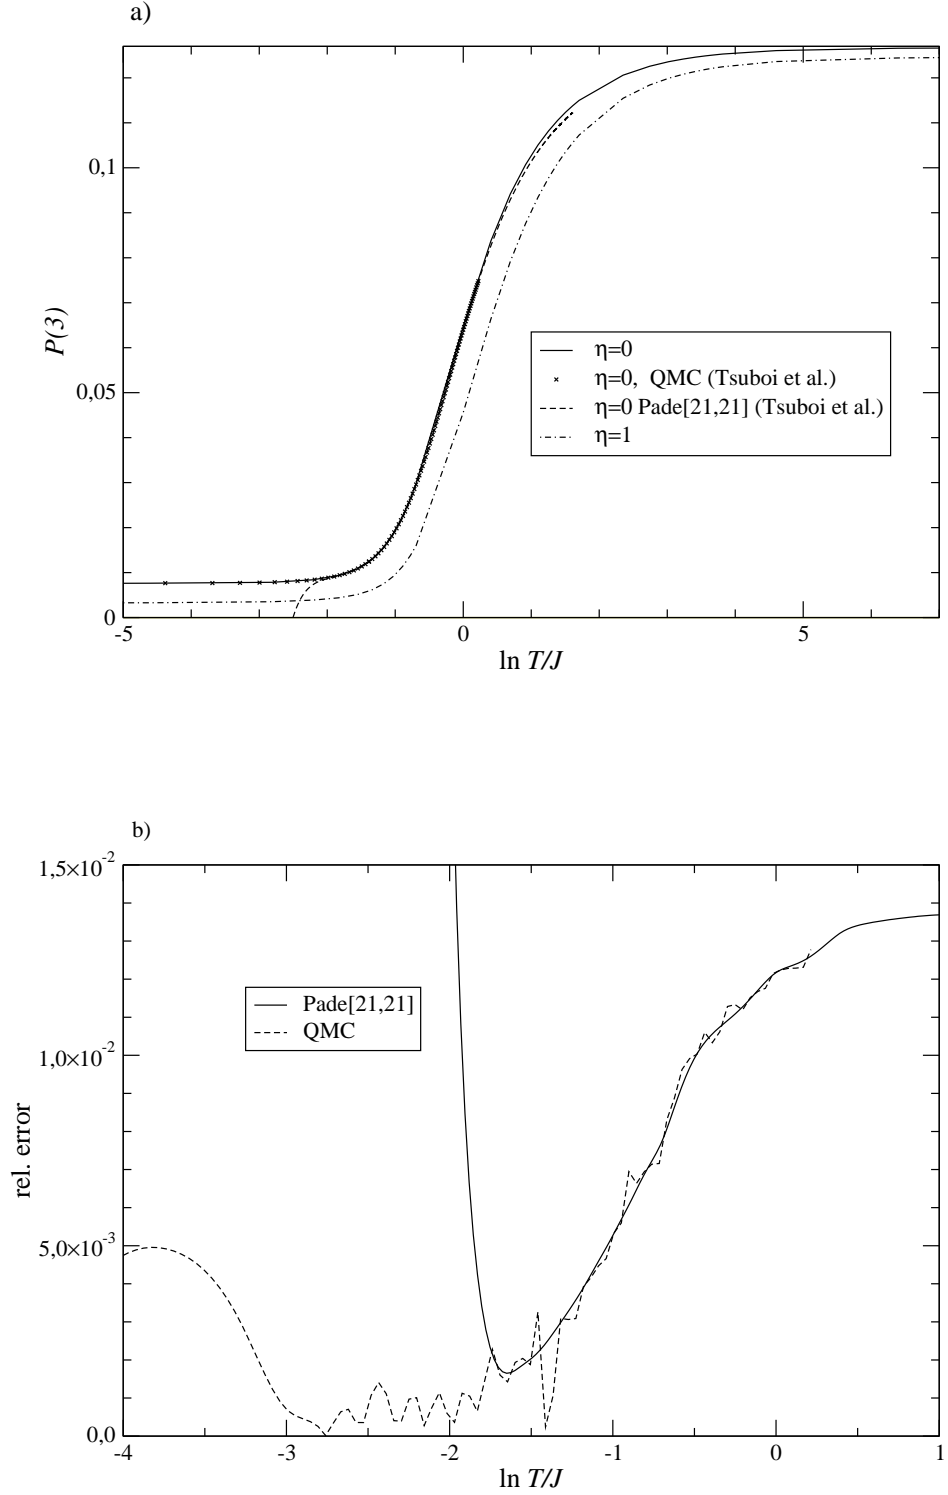 a)
0,1
0,05
0
P(3)
η=0
η=0, QMC (Tsuboi et al.)
η=0 Pade[21,21] (Tsuboi et al.)
η=1
-5
0
5
ln T/J
b)
1,5×10⁻²
1,0×10⁻²
5,0×10⁻³
0,0
rel. error
Pade[21,21]
QMC
-4
-3
-2
-1
0
1
ln T/J